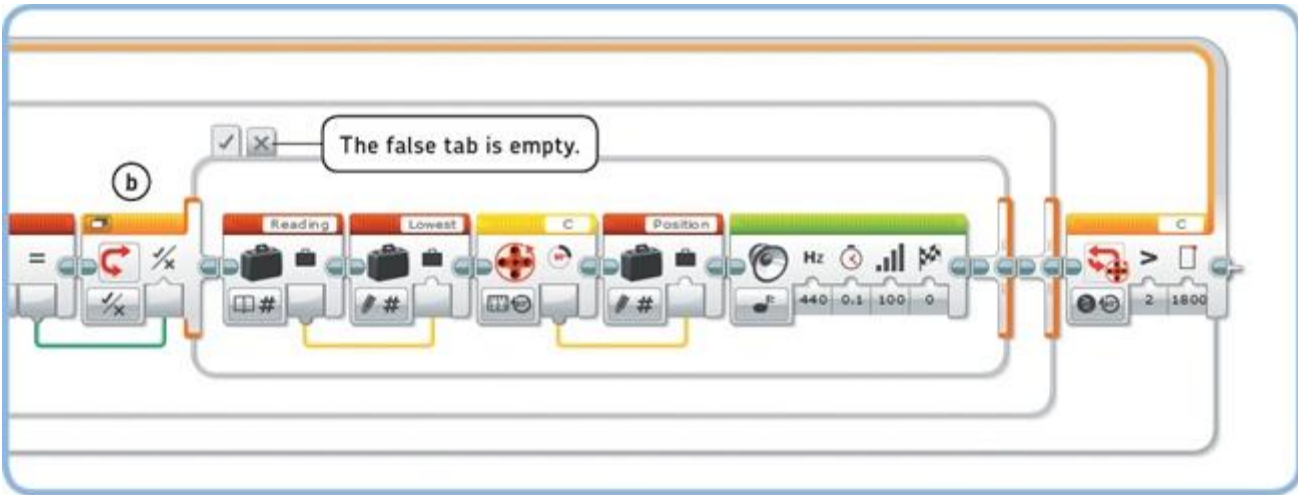 The false tab is empty.
b
Reading
Lowest
C
Position
C
=
Hz
>
#
#
#
440 0.1 100 0
2 1800